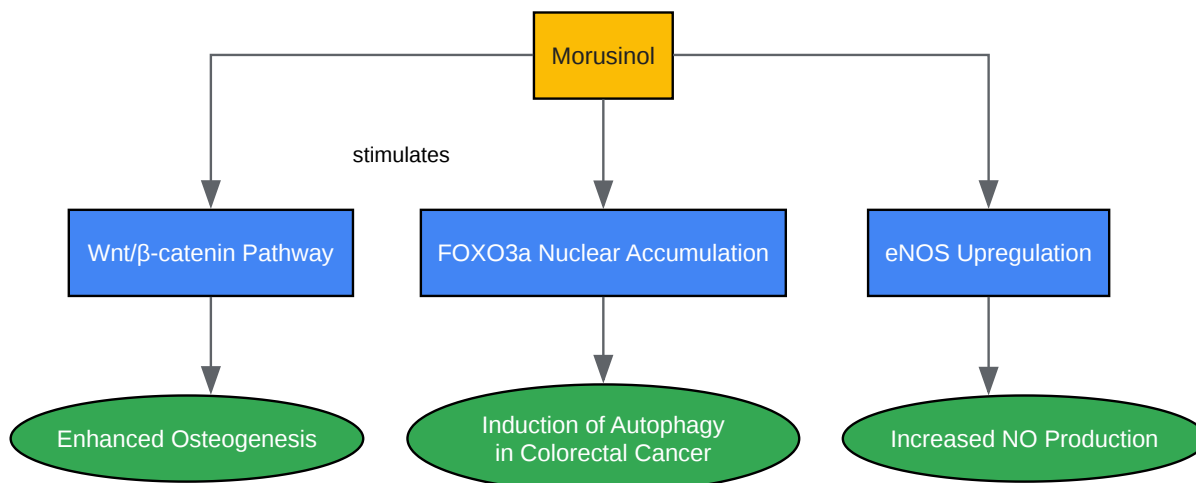 Morusinol
stimulates
Wnt/β-catenin Pathway
FOXO3a Nuclear Accumulation
eNOS Upregulation
Enhanced Osteogenesis
Induction of Autophagy
in Colorectal Cancer
Increased NO Production